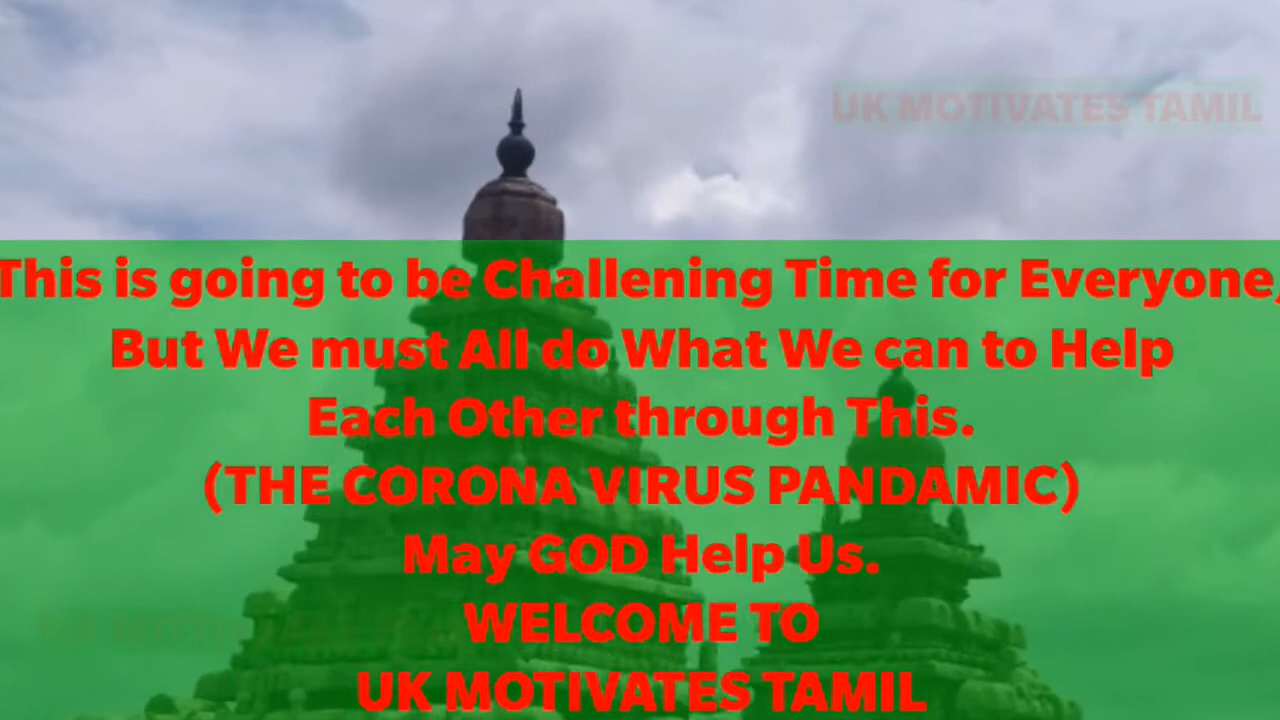 UK MOTIVATES TAMIL
This is going to be Challening Time for Everyone,
But We must All do What We can to Help
Each Other through This.
(THE CORONA VIRUS PANDAMIC)
May GOD Help Us.
WELCOME TO
UK MOTIVATES TAMIL